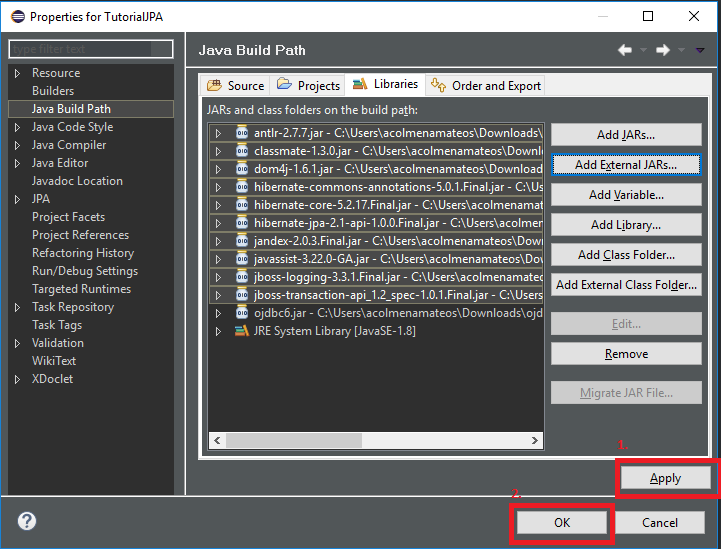 Properties for TutorialJPA
type filter text
Resource
Builders
Java Build Path
Java Code Style
Java Compiler
Java Editor
Javadoc Location
JPA
Project Facets
Project References
Refactoring History
Run/Debug Settings
Targeted Runtimes
Task Repository
Task Tags
Validation
WikiText
XDoclet
Java Build Path
Source Projects Libraries Order and Export
JARs and class folders on the build path:
antlr-2.7.7.jar - C:\Users\acolmenamateos\Downloads\
classmate-1.3.0.jar - C:\Users\acolmenamateos\Downlo
dom4j-1.6.1.jar - C:\Users\acolmenamateos\Download
hibernate-commons-annotations-5.0.1.Final.jar - C:\Use
hibernate-core-5.2.17.Final.jar - C:\Users\acolmenamat
hibernate-jpa-2.1-api-1.0.0.Final.jar - C:\Users\acolmen
jandex-2.0.3.Final.jar - C:\Users\acolmenamateos\Dow
javassist-3.22.0-GA.jar - C:\Users\acolmenamateos\Do
jboss-logging-3.3.1.Final.jar - C:\Users\acolmenamateo
jboss-transaction-api_1.2_spec-1.0.1.Final.jar - C:\Users
ojdbc6.jar - C:\Users\acolmenamateos\Downloads\ojd
JRE System Library [JavaSE-1.8]
Add JARs...
Add External JARs...
Add Variable...
Add Library...
Add Class Folder...
Add External Class Folder...
Edit...
Remove
Migrate JAR File...
1.
Apply
2.
OK
Cancel